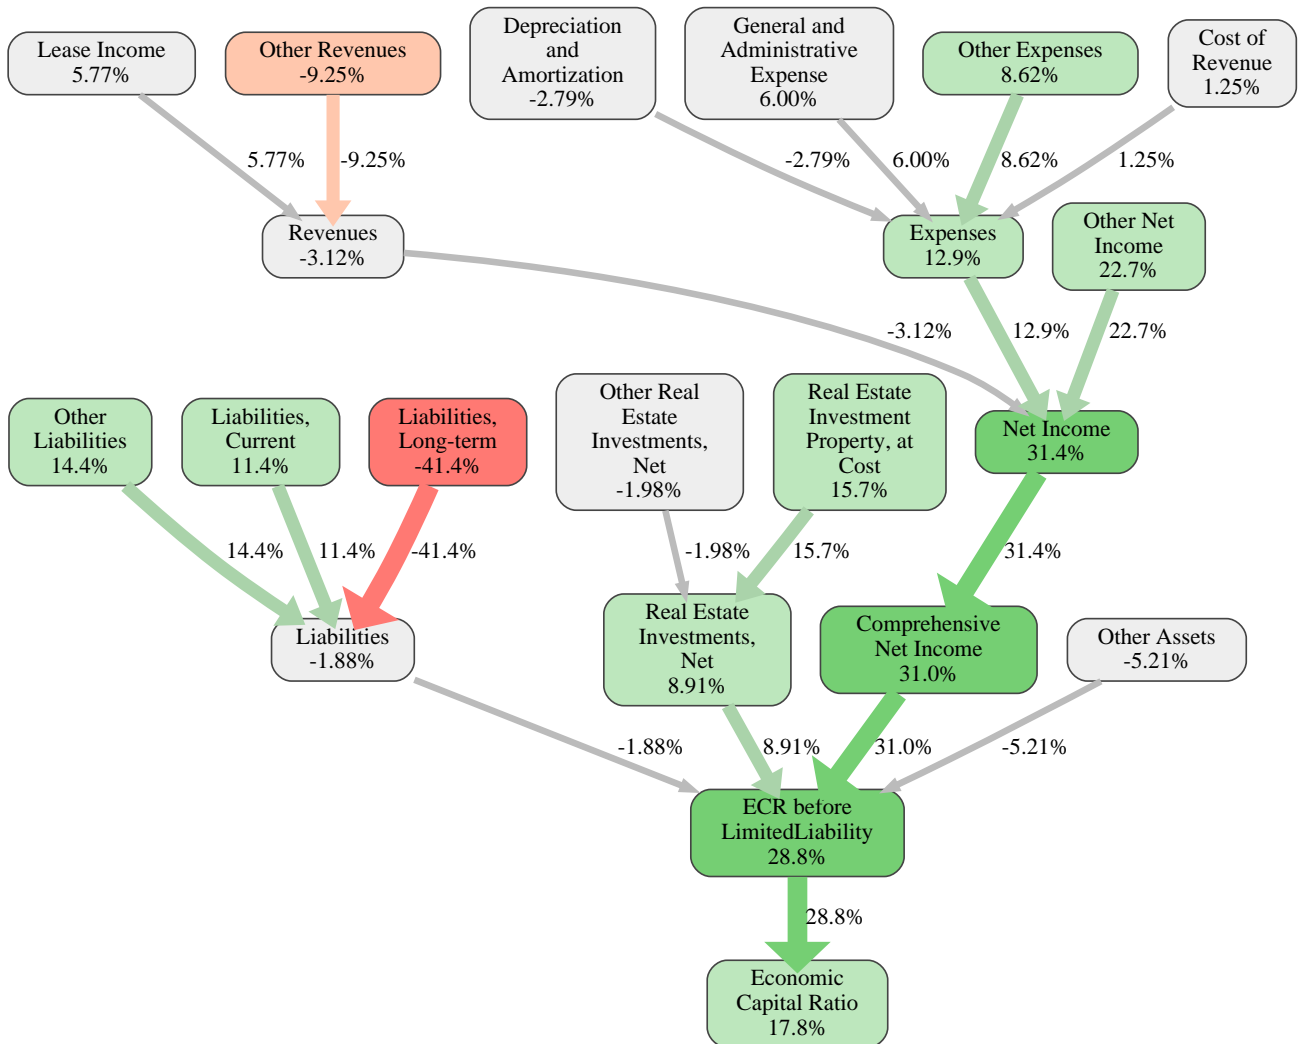 Lease Income
5.77%
Other Revenues
-9.25%
Depreciation
and
Amortization
-2.79%
General and
Administrative
Expense
6.00%
Other Expenses
8.62%
Cost of
Revenue
1.25%
5.77%
-9.25%
-2.79%
6.00%
8.62%
1.25%
Revenues
-3.12%
Expenses
12.9%
Other Net
Income
22.7%
-3.12%
12.9%
22.7%
Other
Liabilities
14.4%
Liabilities,
Current
11.4%
Liabilities,
Long-term
-41.4%
Other Real
Estate
Investments,
Net
-1.98%
Real Estate
Investment
Property, at
Cost
15.7%
Net Income
31.4%
14.4%
11.4%
-41.4%
-1.98%
15.7%
31.4%
Liabilities
-1.88%
Real Estate
Investments,
Net
8.91%
Comprehensive
Net Income
31.0%
Other Assets
-5.21%
-1.88%
8.91%
31.0%
-5.21%
ECR before
LimitedLiability
28.8%
28.8%
Economic
Capital Ratio
17.8%